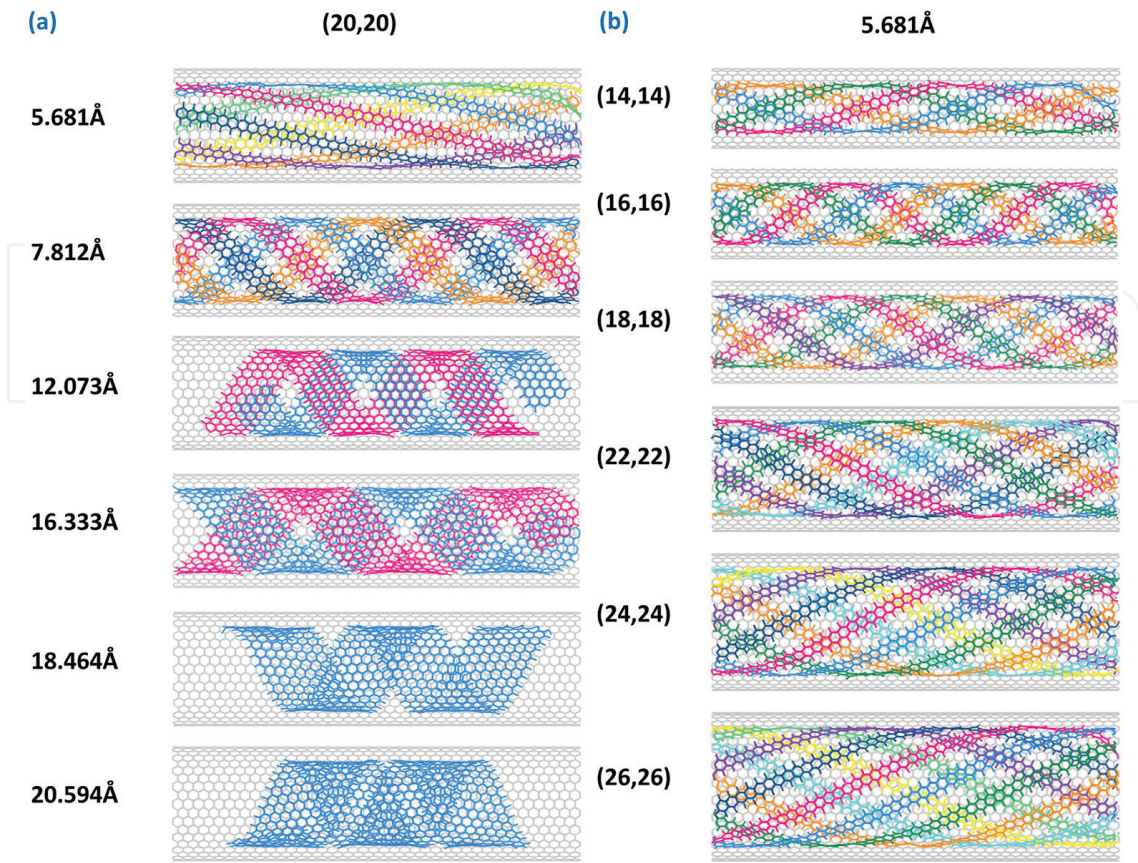 (a)
(20,20)
5.681Å
7.812Å
12.073Å
16.333Å
18.464Å
20.594Å
(b)
5.681Å
(14,14)
(16,16)
(18,18)
(22,22)
(24,24)
(26,26)